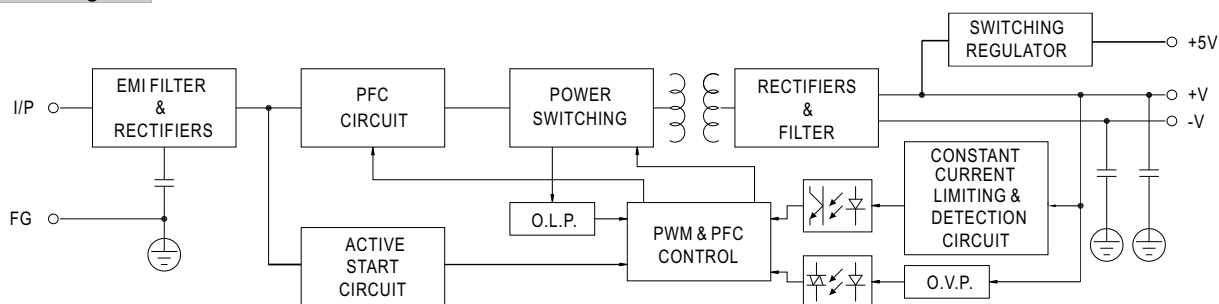 SWITCHING
REGULATOR
+5V
I/P
EMI FILTER
&
RECTIFIERS
PFC
CIRCUIT
POWER
SWITCHING
RECTIFIERS
&
FILTER
+V
-V
CONSTANT
CURRENT
LIMITING &
DETECTION
CIRCUIT
FG
O.L.P.
PWM & PFC
CONTROL
ACTIVE
START
CIRCUIT
O.V.P.